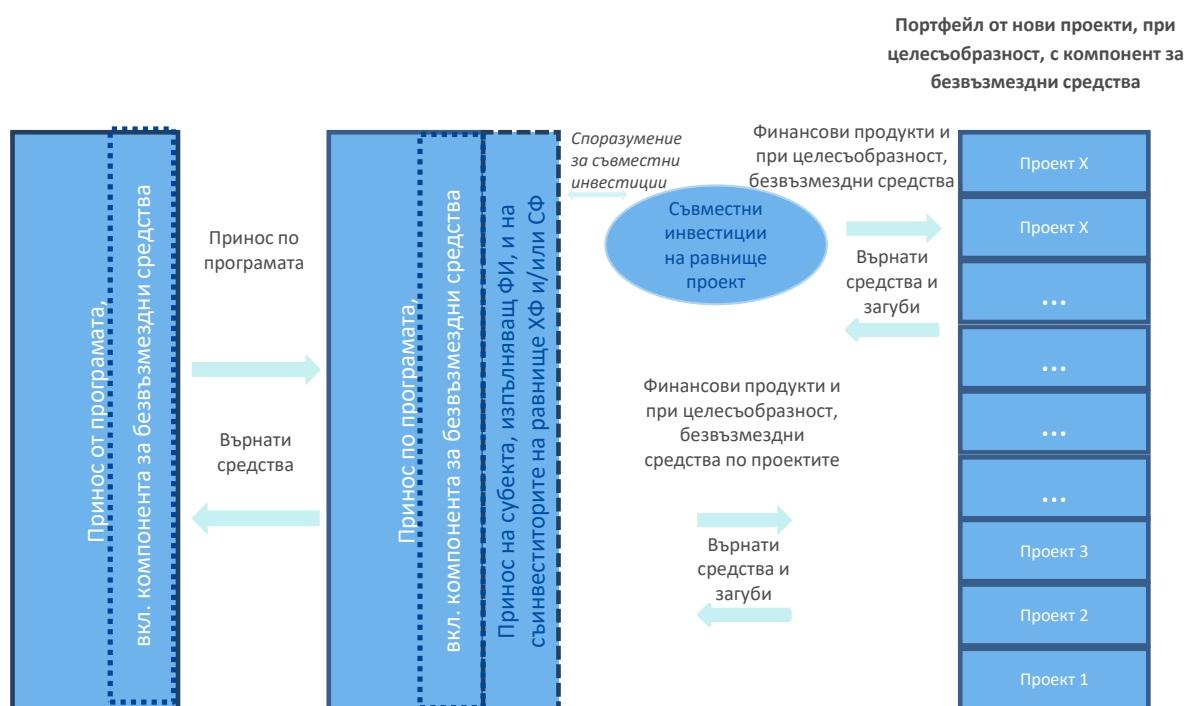 Портфейл от нови проекти, при
целесъобразност, с компонент за
безвъзмездни средства
Принос от програмата,
вкл. компонента за безвъзмездни средства
Принос по
програмата
Върнати
средства
Принос по програмата,
вкл. компонента за безвъзмездни средства
Принос на субекта, изпълняващ ФИ, и на
съинвеститорите на равнище ХФ и/или СФ
Споразумение
за съвместни
инвестиции
Съвместни
инвестиции
на равнище
проект
Финансови продукти и
при целесъобразност,
безвъзмездни средства
Върнати
средства и
загуби
Финансови продукти и
при целесъобразност,
безвъзмездни
средства по проектите
Върнати
средства и
загуби
Проект X
Проект X
...
...
...
...
Проект 3
Проект 2
Проект 1